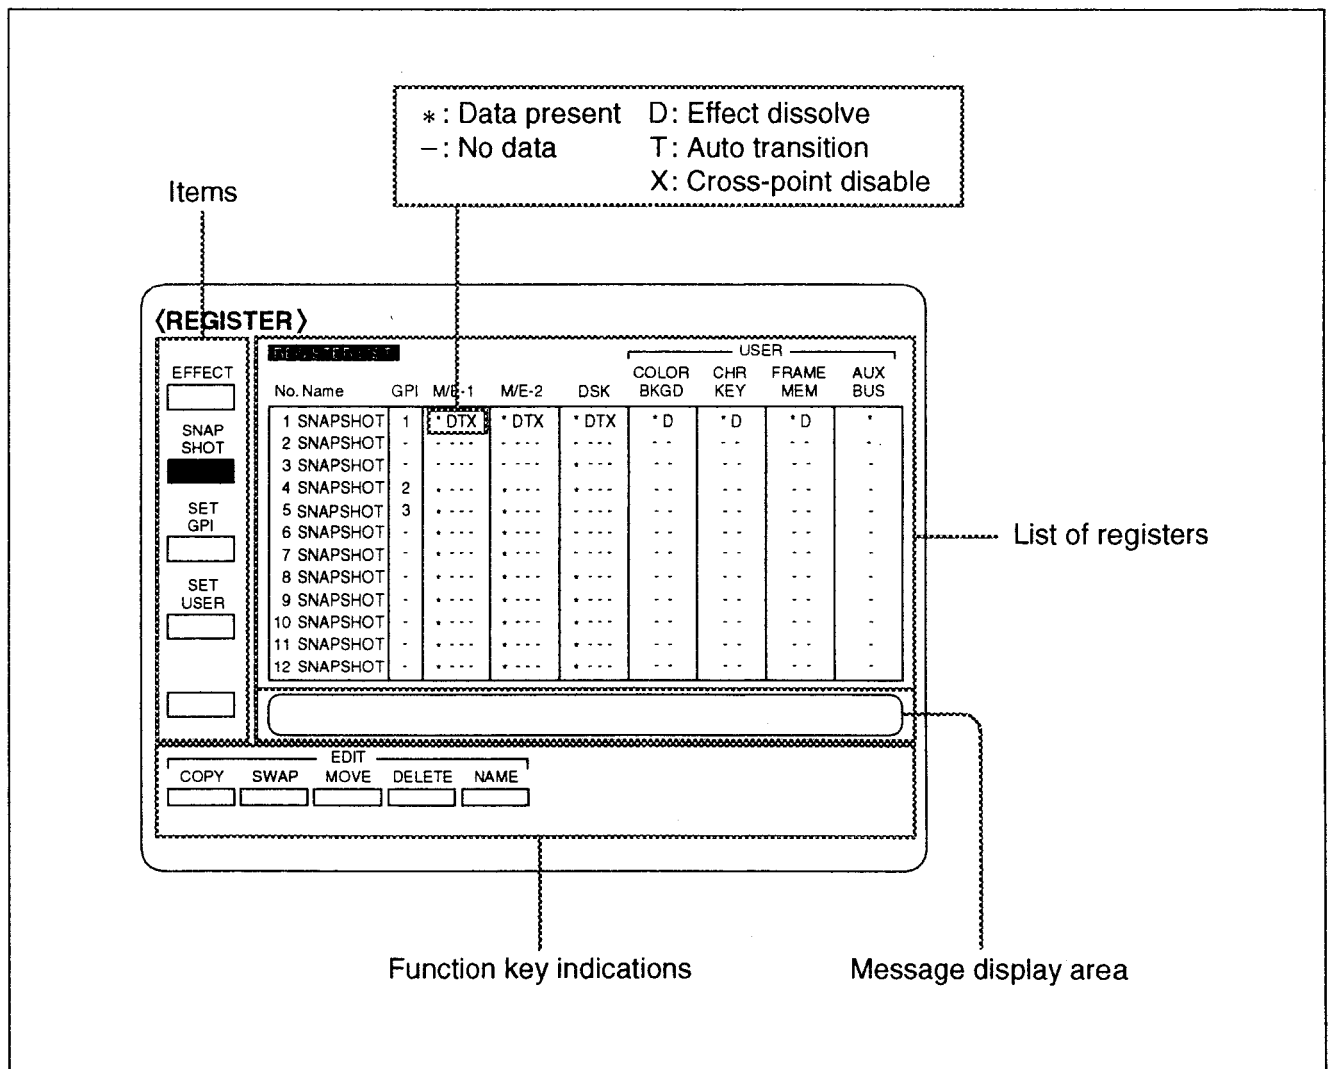 * : Data present D : Effect dissolve
– : No data T : Auto transition
X : Cross-point disable
Items
〈REGISTER〉
REGISTER LIST
USER
No. Name GPI M/E-1 M/E-2 DSK COLOR BKGD CHR KEY FRAME MEM AUX BUS
1 SNAPSHOT 1 * DTX * DTX * DTX * D * D * D *
2 SNAPSHOT - - - - - - - - - - - - - - - - - - - - -
3 SNAPSHOT - - - - - - - - - * - - - - - - - - - -
4 SNAPSHOT 2 * - - - * - - - * - - - - - - - - - -
5 SNAPSHOT 3 * - - - * - - - * - - - - - - - - - -
6 SNAPSHOT - * - - - * - - - * - - - - - - - - - -
7 SNAPSHOT - * - - - * - - - * - - - - - - - - - -
8 SNAPSHOT - * - - - * - - - * - - - - - - - - - -
9 SNAPSHOT - * - - - * - - - * - - - - - - - - - -
10 SNAPSHOT - * - - - * - - - * - - - - - - - - - -
11 SNAPSHOT - * - - - * - - - * - - - - - - - - - -
12 SNAPSHOT - * - - - * - - - * - - - - - - - - - -
EFFECT
SNAP
SHOT
SET
GPI
SET
USER
List of registers
EDIT
COPY SWAP MOVE DELETE NAME
Function key indications
Message display area